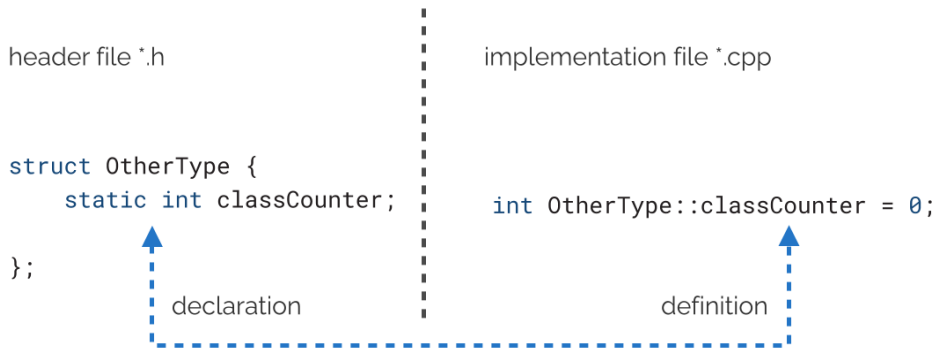 header file *.h
struct OtherType {
    static int classCounter;
};
declaration
implementation file *.cpp
int OtherType::classCounter = 0;
definition